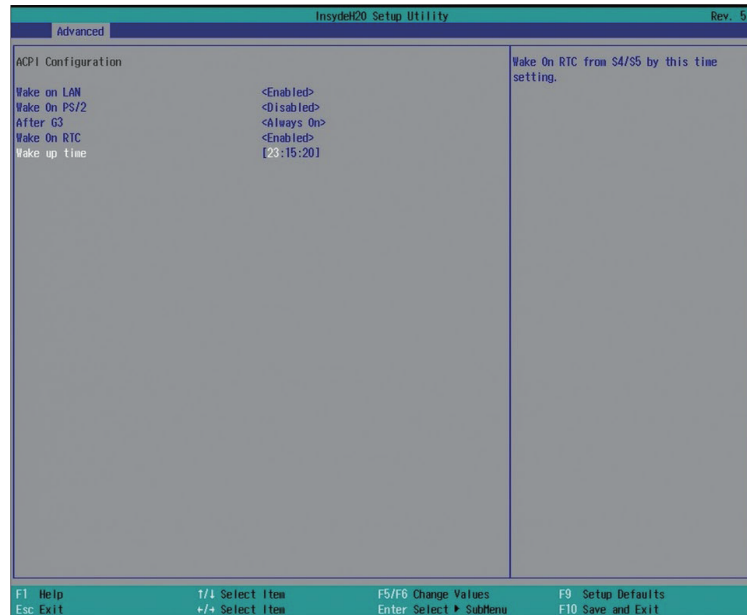 InsydeH20 Setup Utility Rev. 5
Advanced
ACPI Configuration
Wake on LAN <Enabled>
Wake On PS/2 <Disabled>
After G3 <Always On>
Wake On RTC <Enabled>
Wake up time [23:15:20]
Wake On RTC from S4/S5 by this time
setting.
F1 Help ↑/↓ Select Item F5/F6 Change Values F9 Setup Defaults
Esc Exit ←/→ Select Item Enter Select ▶ SubMenu F10 Save and Exit